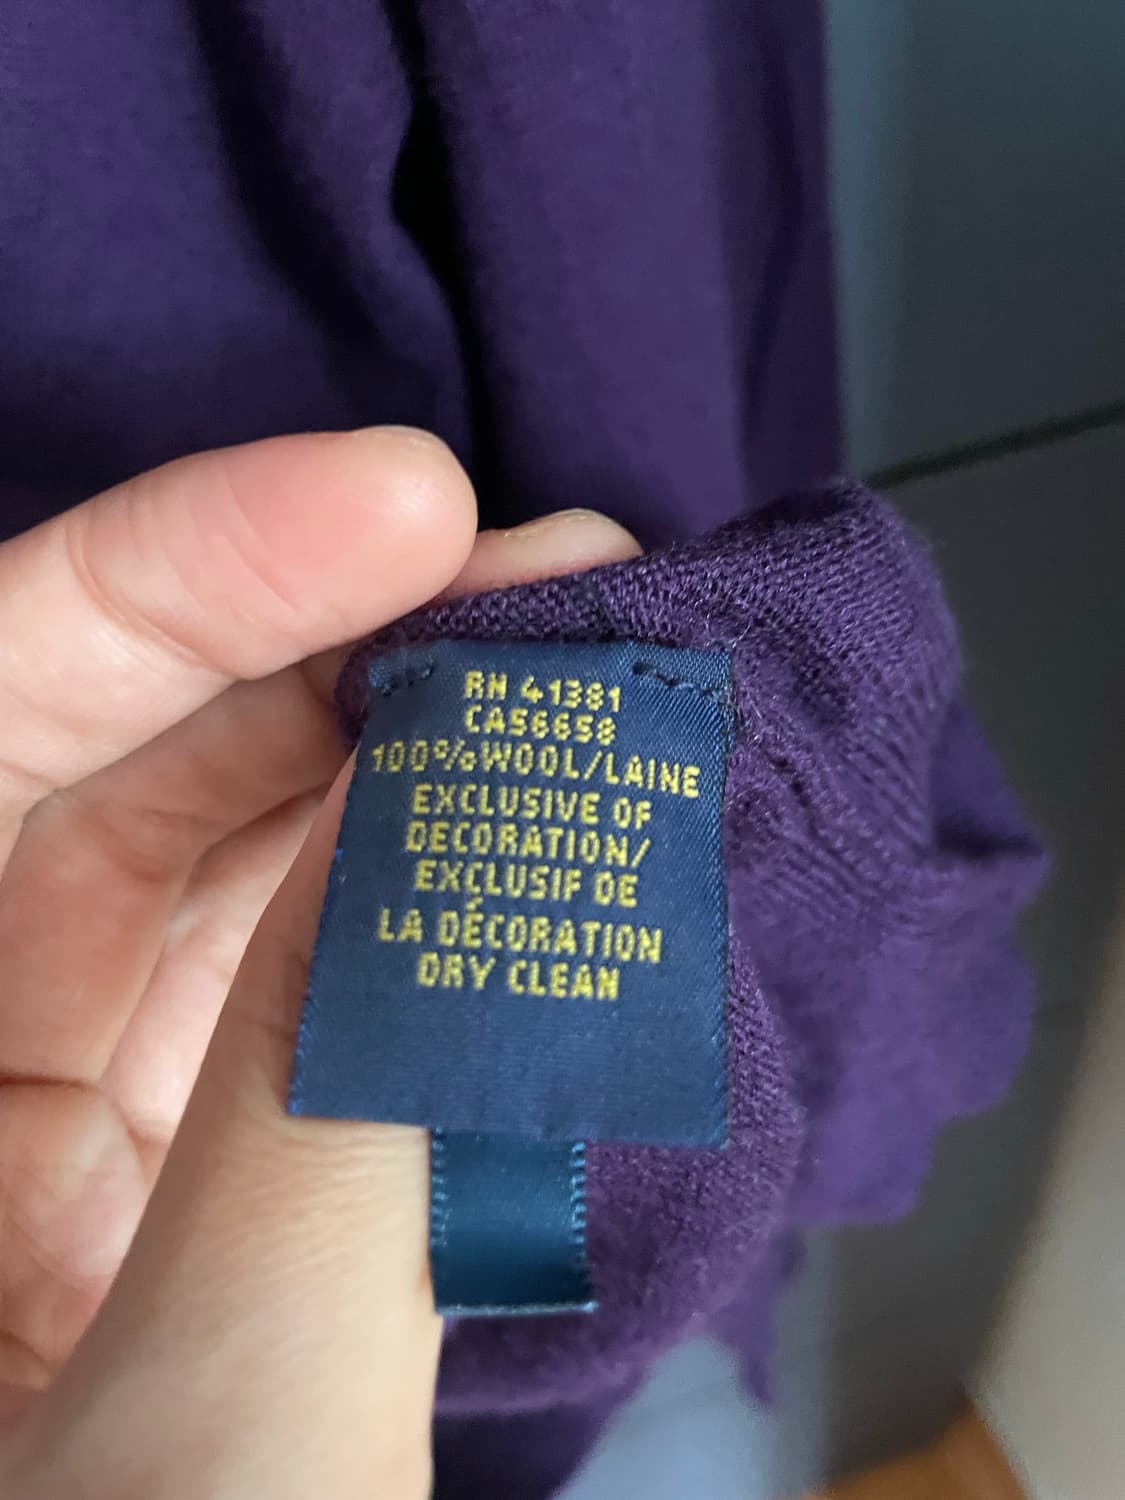 RN 41381
CA56658
100%WOOL/LAINE
EXCLUSIVE OF
DECORATION/
EXCLUSIF DE
LA DÉCORATION
DRY CLEAN